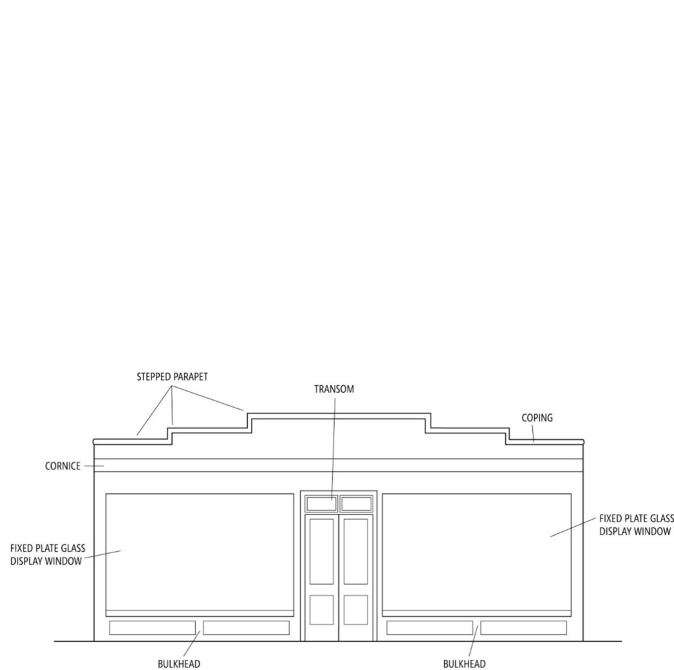 STEPPED PARAPET
TRANSOM
COPING
CORNICE
FIXED PLATE GLASS
DISPLAY WINDOW
FIXED PLATE GLASS
DISPLAY WINDOW
BULKHEAD
BULKHEAD